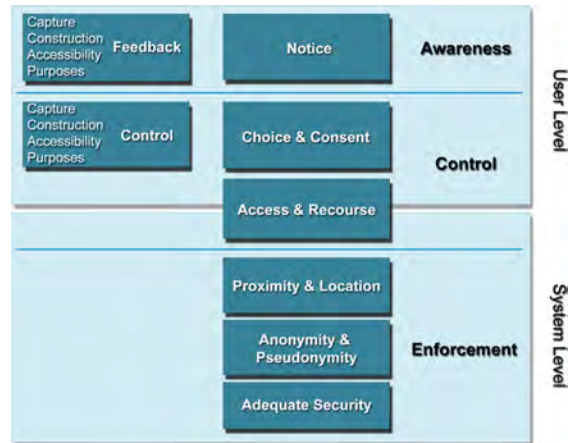 Capture
Construction
Accessibility
Purposes
Feedback
Notice
Awareness
Capture
Construction
Accessibility
Purposes
Control
Choice & Consent
Control
Access & Recourse
User Level
Proximity & Location
Anonymity &
Pseudonymity
Enforcement
Adequate Security
System Level